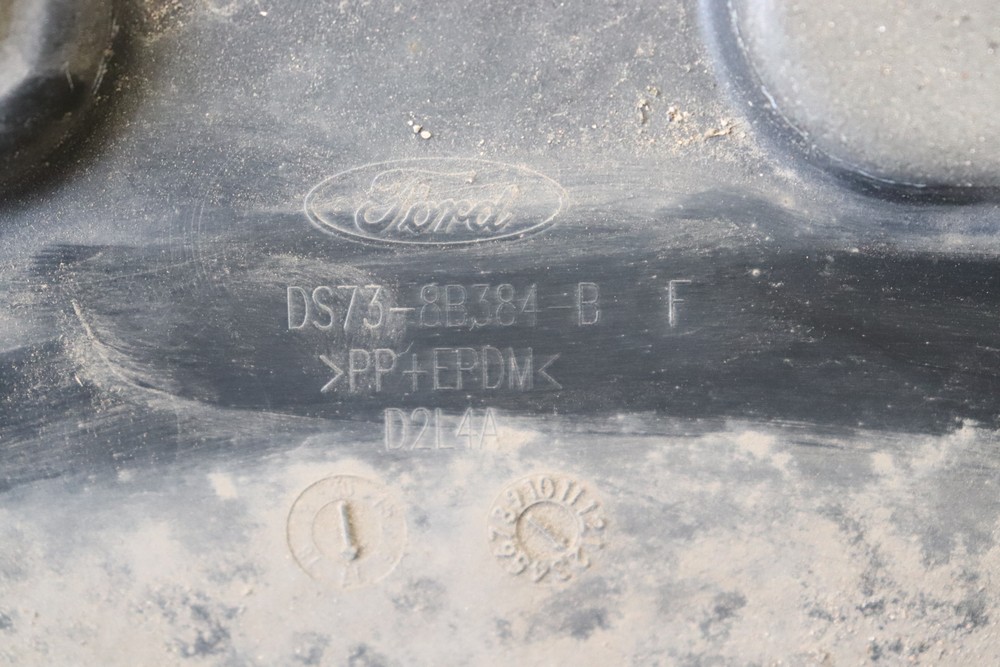 Ford
DS73-8B384-B F
>PP+EPDM<
D2L4A